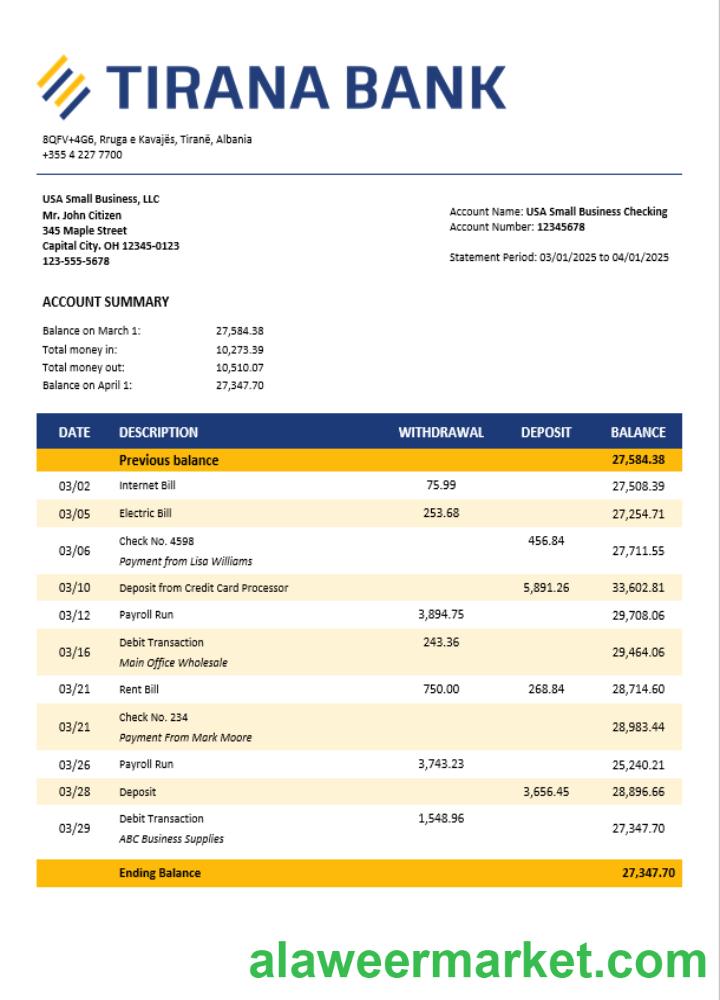 TIRANA BANK
8QFV+4G6, Rruga e Kavajës, Tiranë, Albania
+355 4 227 7700
USA Small Business, LLC
Mr. John Citizen
345 Maple Street
Capital City. OH 12345-0123
123-555-5678
Account Name: USA Small Business Checking
Account Number: 12345678
Statement Period: 03/01/2025 to 04/01/2025
ACCOUNT SUMMARY
Balance on March 1: 27,584.38
Total money in: 10,273.39
Total money out: 10,510.07
Balance on April 1: 27,347.70
DATE DESCRIPTION WITHDRAWAL DEPOSIT BALANCE
Previous balance 27,584.38
03/02 Internet Bill 75.99 27,508.39
03/05 Electric Bill 253.68 27,254.71
03/06 Check No. 4598 456.84 27,711.55
Payment from Lisa Williams
03/10 Deposit from Credit Card Processor 5,891.26 33,602.81
03/12 Payroll Run 3,894.75 29,708.06
03/16 Debit Transaction 243.36 29,464.06
Main Office Wholesale
03/21 Rent Bill 750.00 268.84 28,714.60
03/21 Check No. 234 28,983.44
Payment From Mark Moore
03/26 Payroll Run 3,743.23 25,240.21
03/28 Deposit 3,656.45 28,896.66
03/29 Debit Transaction 1,548.96 27,347.70
ABC Business Supplies
Ending Balance 27,347.70
alaweermarket.com